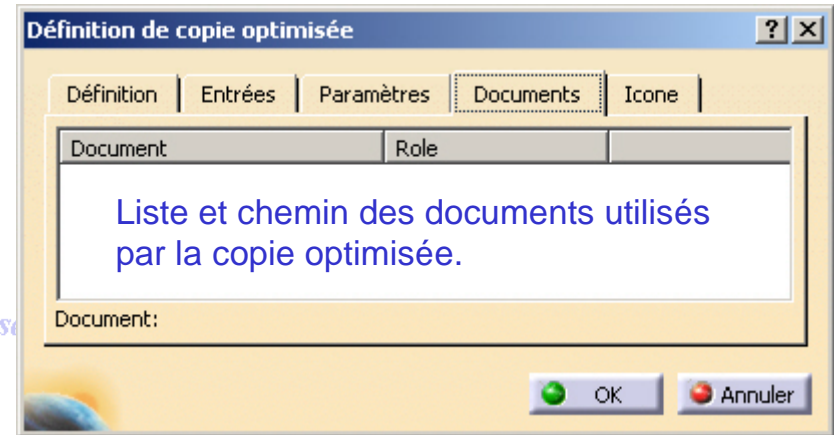 Définition de copie optimisée
Définition Entrées Paramètres Documents Icone
Document Role
Liste et chemin des documents utilisés
par la copie optimisée.
Document:
OK Annuler